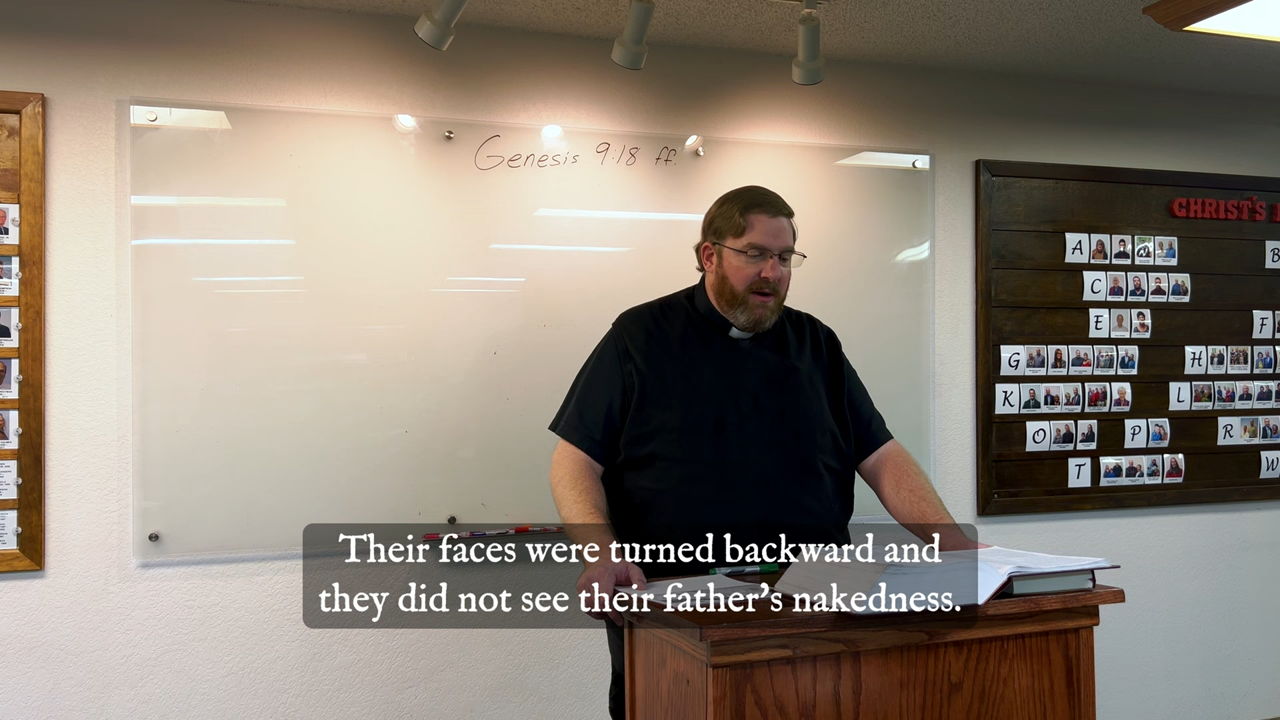 Genesis 9:18 ff.
CHRIST'S
A
B
C
E
F
G
H
K
L
O
P
R
T
W
Their faces were turned backward and
they did not see their father's nakedness.